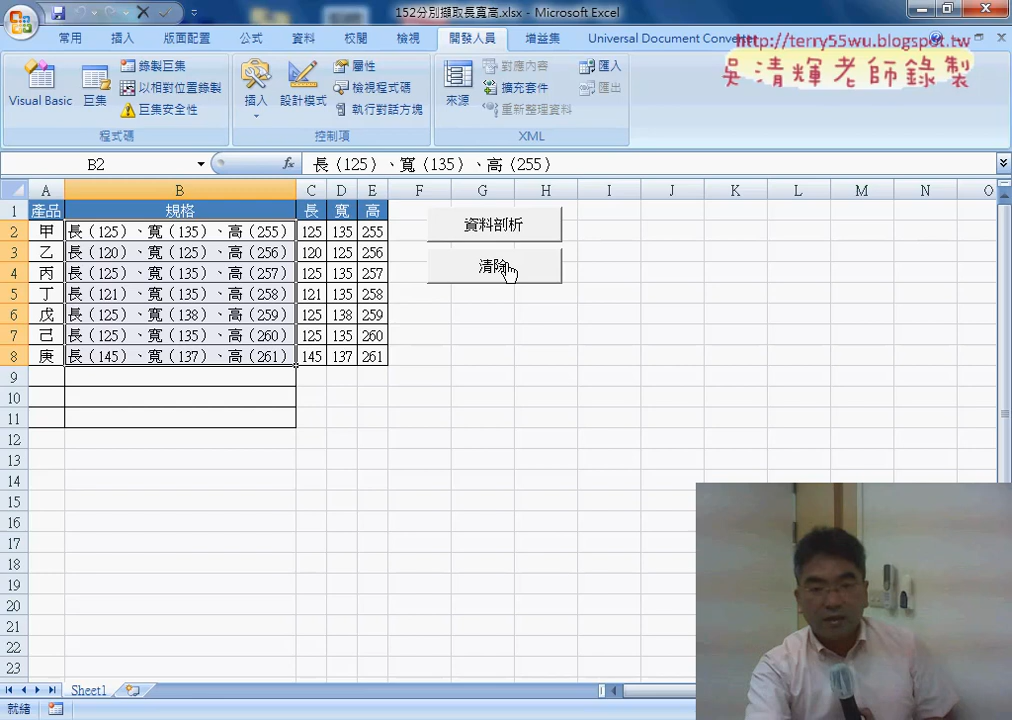 152分別擷取長寬高.xlsx - Microsoft Excel
常用 插入 版面配置 公式 資料 校閱 檢視 開發人員 增益集 Universal Document Conve
http://terry55wu.blogspot.tw
吳清輝老師錄製
Visual Basic 巨集 錄製巨集 以相對位置錄製 巨集安全性
插入 設計模式 屬性 檢視程式碼 執行對話方塊
來源 對應內容 擴充套件 重新整理資料 匯入 匯出
程式碼 控制項 XML
B2 fx 長（125）、寬（135）、高（255）
A B C D E F G H I J K L M N O
1 產品 規格 長 寬 高
2 甲 長（125）、寬（135）、高（255） 125 135 255
資料剖析
3 乙 長（120）、寬（125）、高（256） 120 125 256
清除
4 丙 長（125）、寬（135）、高（257） 125 135 257
5 丁 長（121）、寬（135）、高（258） 121 135 258
6 戊 長（125）、寬（138）、高（259） 125 138 259
7 己 長（125）、寬（135）、高（260） 125 135 260
8 庚 長（145）、寬（137）、高（261） 145 137 261
9
10
11
12
13
14
15
16
17
18
19
20
21
22
23
Sheet1
就緒